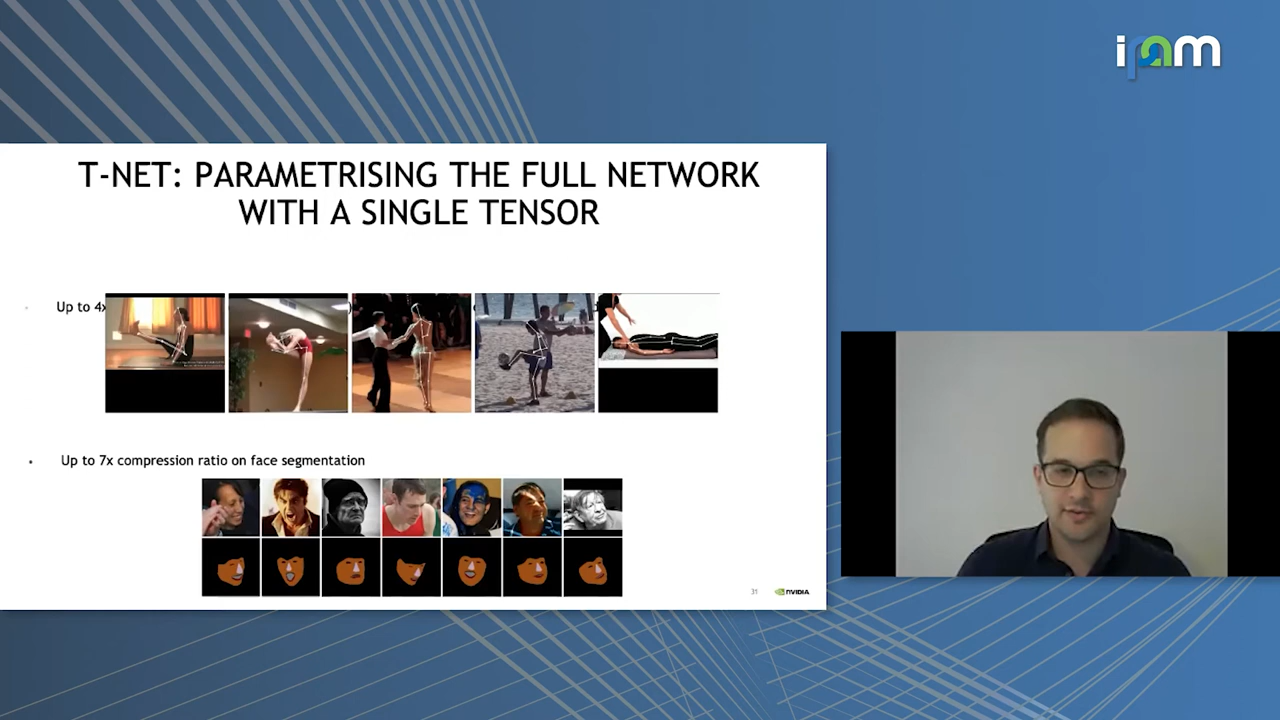 ipam
T-NET: PARAMETRISING THE FULL NETWORK
WITH A SINGLE TENSOR
Up to 4x
• Up to 7x compression ratio on face segmentation
31 NVIDIA